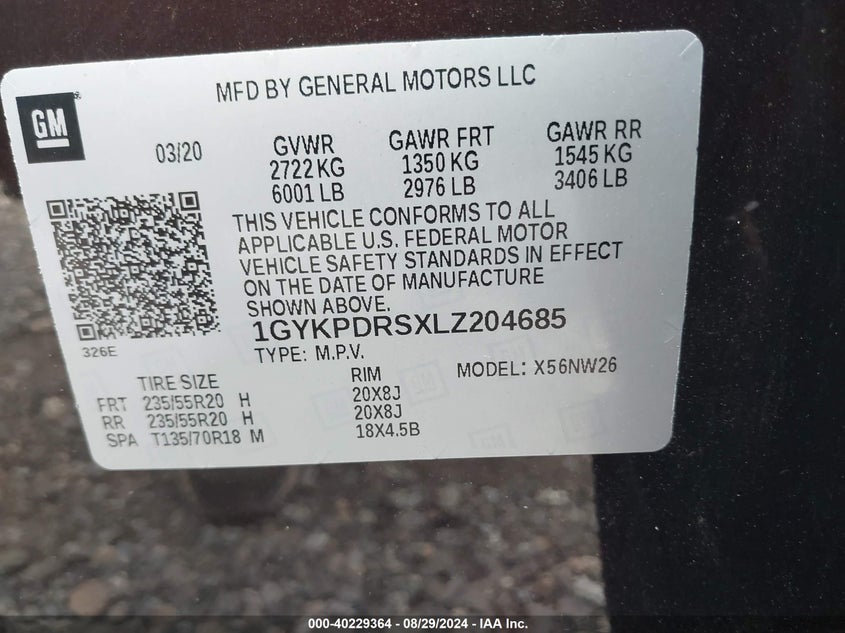 MFD BY GENERAL MOTORS LLC
GM
03/20
GVWR GAWR FRT GAWR RR
2722 KG 1350 KG 1545 KG
6001 LB 2976 LB 3406 LB
THIS VEHICLE CONFORMS TO ALL
APPLICABLE U.S. FEDERAL MOTOR
VEHICLE SAFETY STANDARDS IN EFFECT
ON THE DATE OF MANUFACTURE
SHOWN ABOVE.
1GYKPDRSXLZ204685
326E
TYPE: M.P.V.
MODEL: X56NW26
TIRE SIZE RIM
FRT 235/55R20 H 20X8J
RR 235/55R20 H 20X8J
SPA T135/70R18 M 18X4.5B
000-40229364 - 08/29/2024 - IAA Inc.